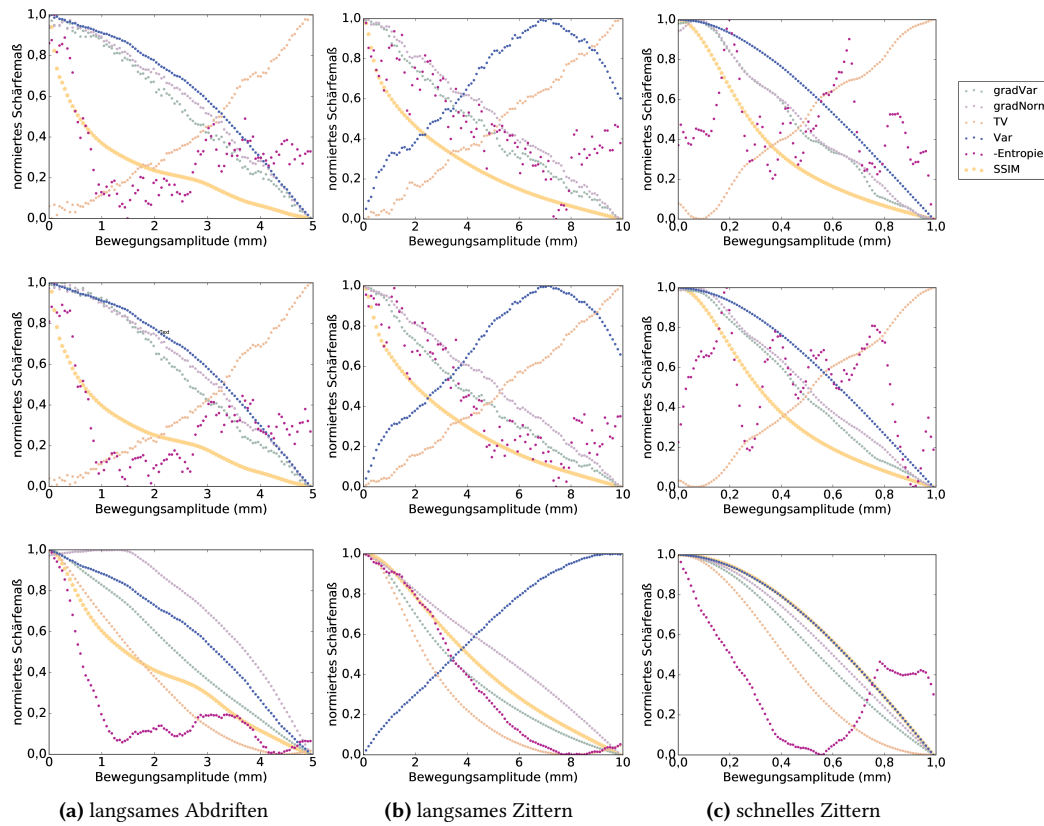 1,0
0,8
0,6
0,4
0,2
0,0
0 1 2 3 4 5
Bewegungsamplitude (mm)
normiertes Schärfemaß
1,0
0,8
0,6
0,4
0,2
0,0
0 2 4 6 8 10
Bewegungsamplitude (mm)
normiertes Schärfemaß
1,0
0,8
0,6
0,4
0,2
0,0
0,0 0,2 0,4 0,6 0,8 1,0
Bewegungsamplitude (mm)
normiertes Schärfemaß
gradVar
gradNorm
TV
Var
-Entropie
SSIM
1,0
0,8
0,6
0,4
0,2
0,0
0 1 2 3 4 5
Bewegungsamplitude (mm)
normiertes Schärfemaß
1,0
0,8
0,6
0,4
0,2
0,0
0 2 4 6 8 10
Bewegungsamplitude (mm)
normiertes Schärfemaß
1,0
0,8
0,6
0,4
0,2
0,0
0,0 0,2 0,4 0,6 0,8 1,0
Bewegungsamplitude (mm)
normiertes Schärfemaß
1,0
0,8
0,6
0,4
0,2
0,0
0 1 2 3 4 5
Bewegungsamplitude (mm)
normiertes Schärfemaß
1,0
0,8
0,6
0,4
0,2
0,0
0 2 4 6 8 10
Bewegungsamplitude (mm)
normiertes Schärfemaß
1,0
0,8
0,6
0,4
0,2
0,0
0,0 0,2 0,4 0,6 0,8 1,0
Bewegungsamplitude (mm)
normiertes Schärfemaß
(a) langsames Abdriften
(b) langsames Zittern
(c) schnelles Zittern